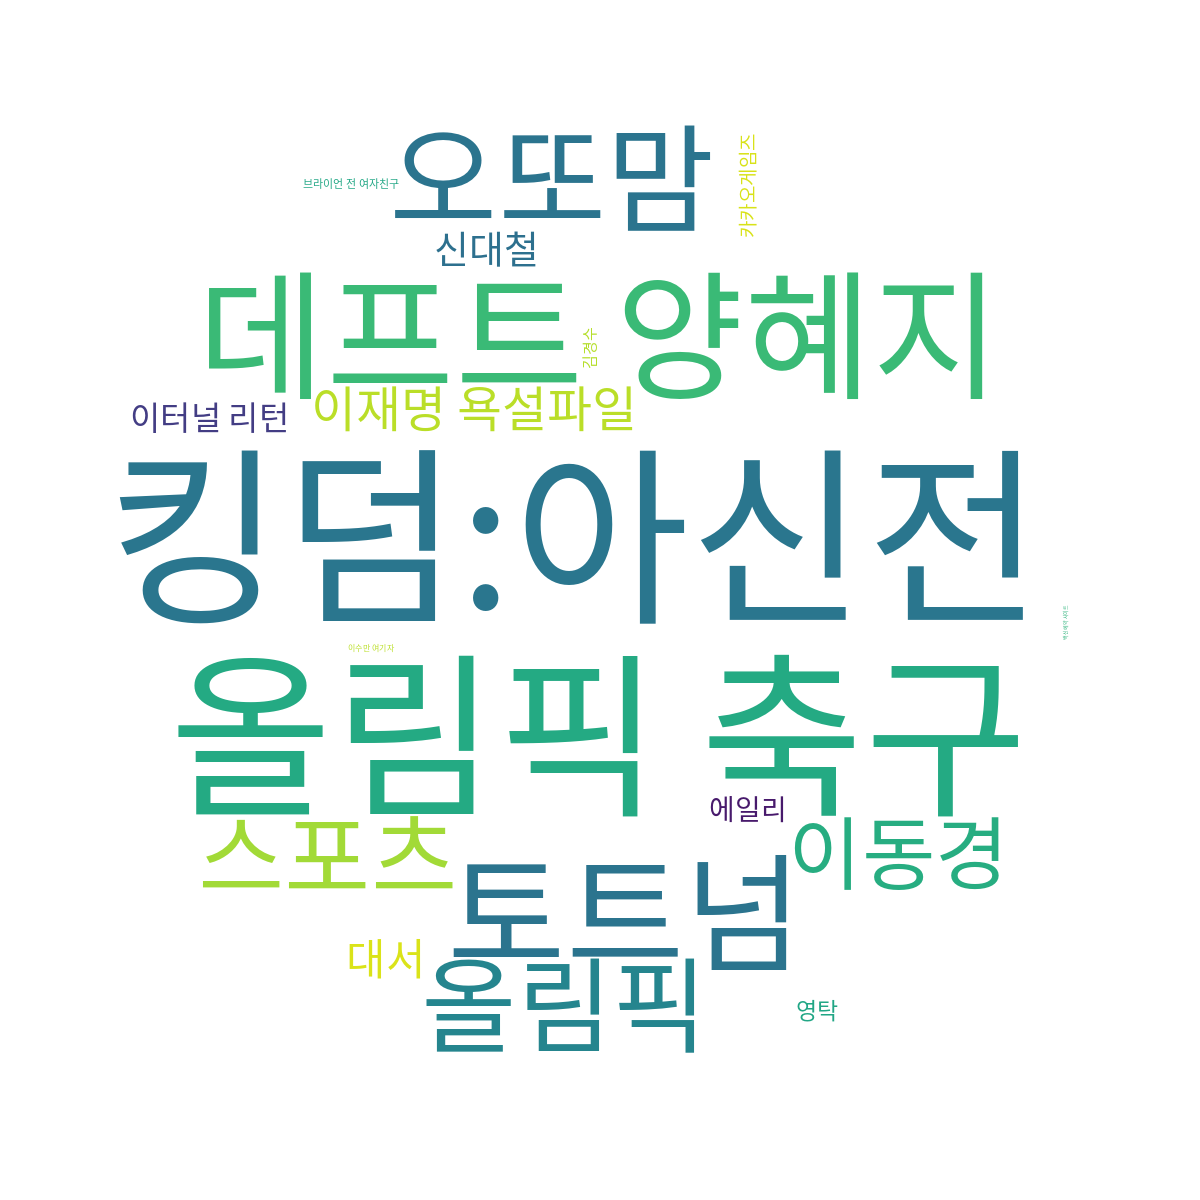 오또맘
카카오게임즈
브라이언 전 여자친구
신대철
데프트 양혜지
김경수
이재명 욕설파일
이터널 리턴
킹덤:아신전
이수민 여기자
올림픽 축구
에일리
스포츠
이동경
토트넘
대서
올림픽
영탁